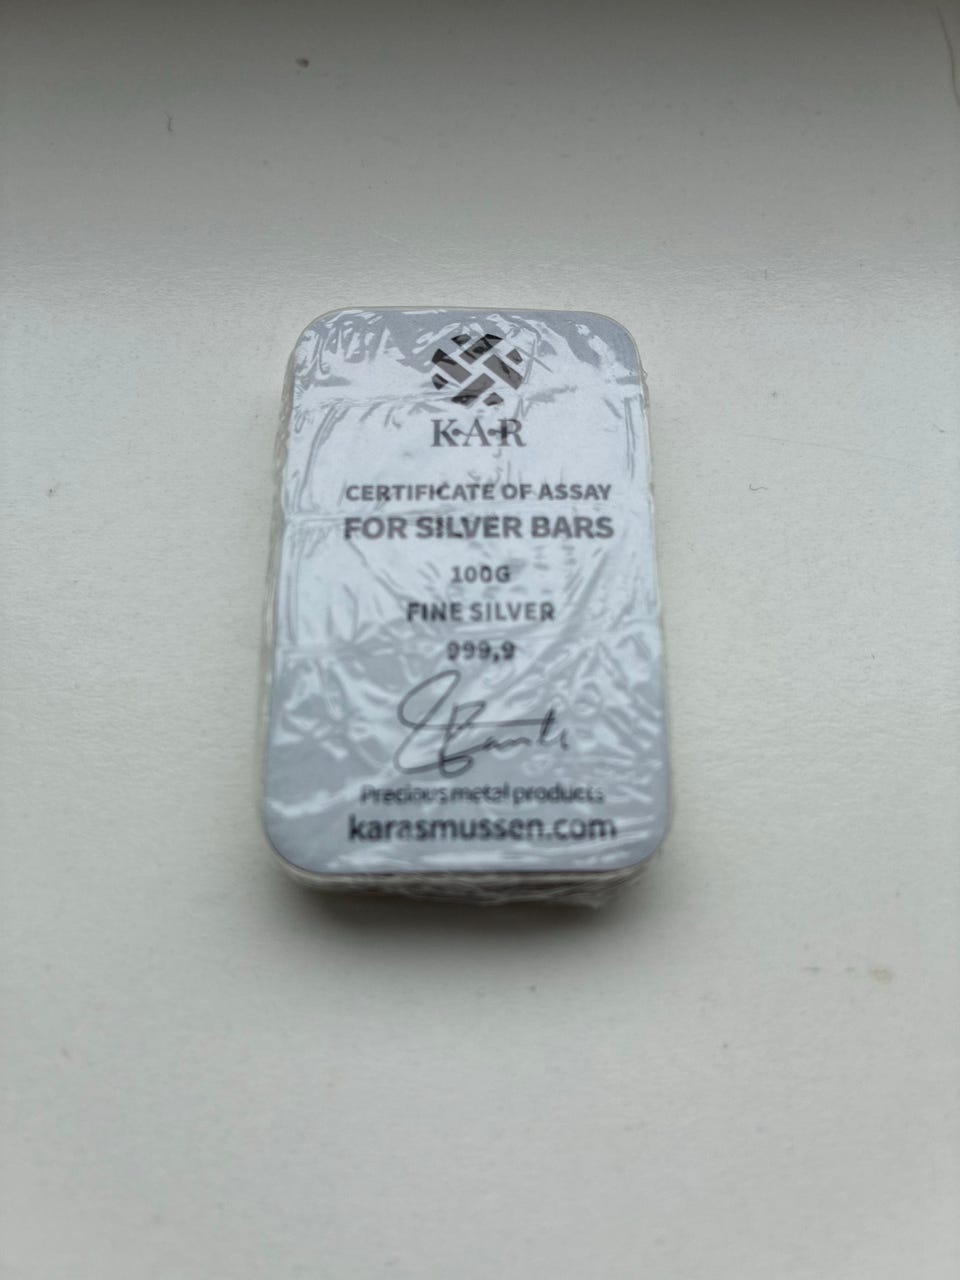 K·A·R
CERTIFICATE OF ASSAY
FOR SILVER BARS
100G
FINE SILVER
999,9
Precious metal products
karasmussen.com